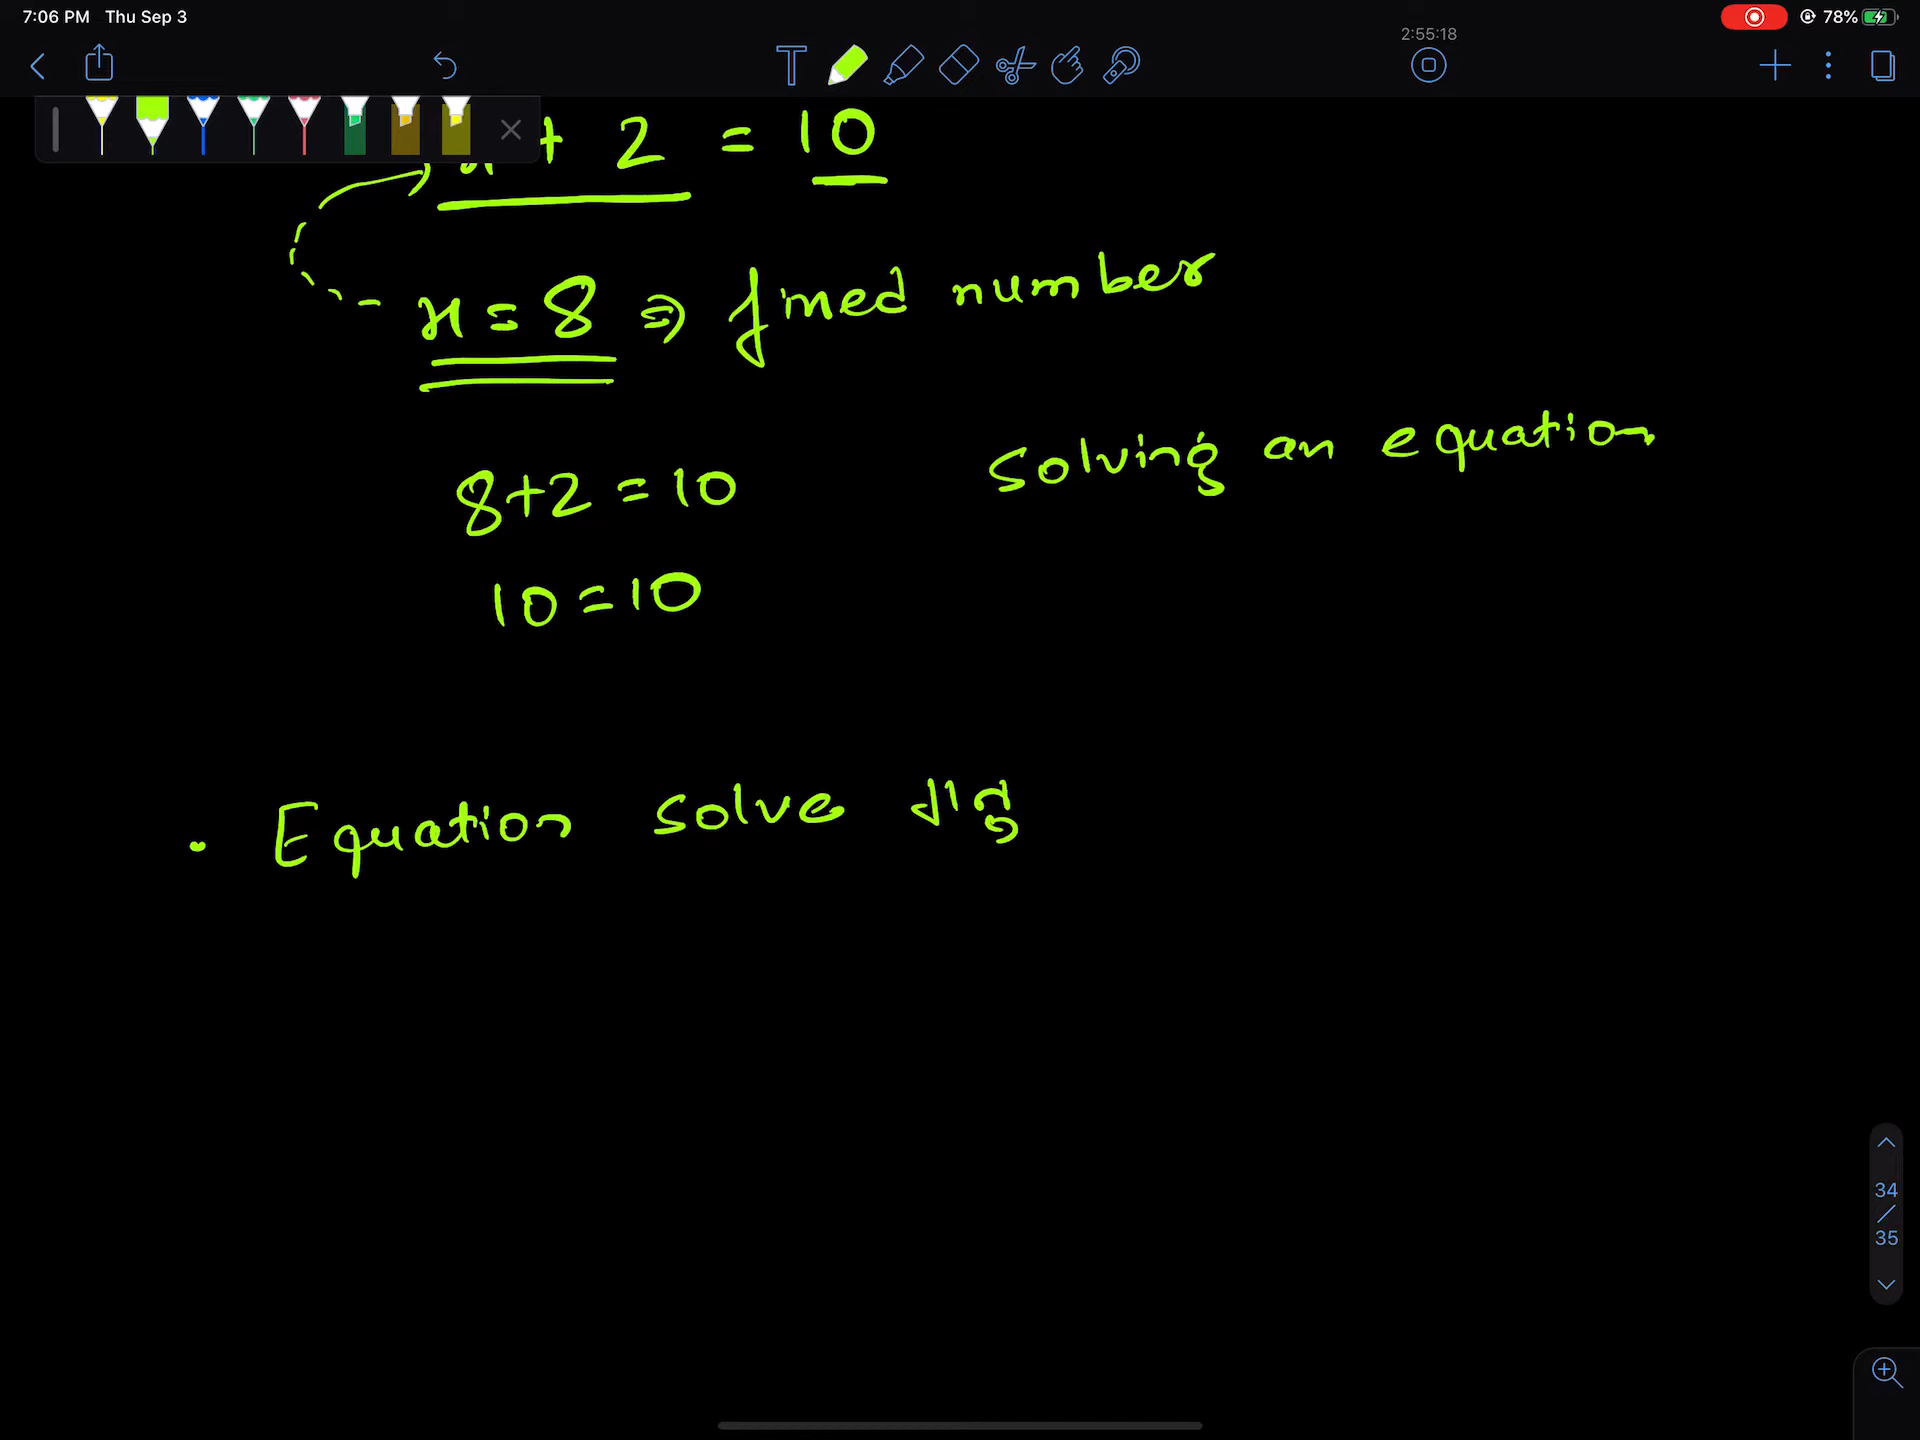 7:06 PM Thu Sep 3
78%
2:55:18
x + 2 = 10
x = 8 ⇒ fixed number
8+2 = 10
solving an equation
10 = 10
• Equation solve
34
/
35